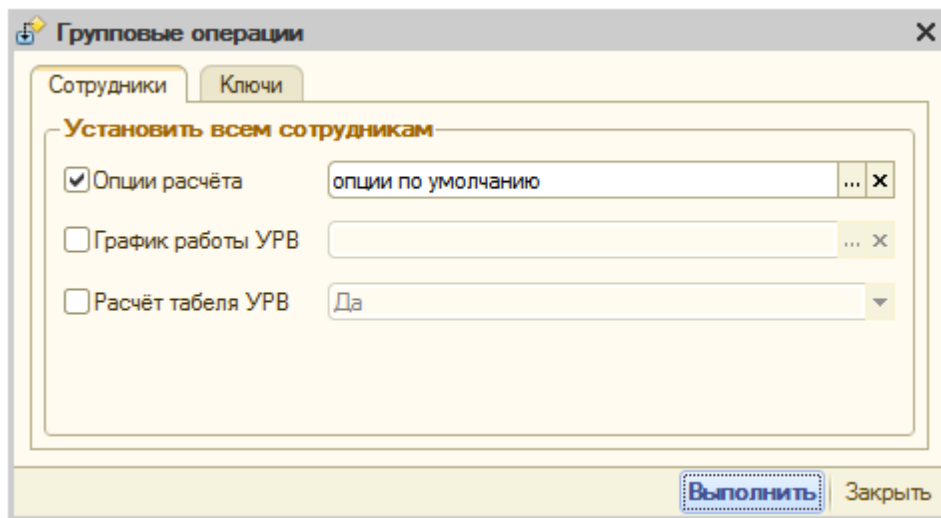 Групповые операции
Сотрудники Ключи
Установить всем сотрудникам
Опции расчёта опции по умолчанию ...
График работы УРВ ...
Расчёт табеля УРВ Да
Выполнить Закрыть